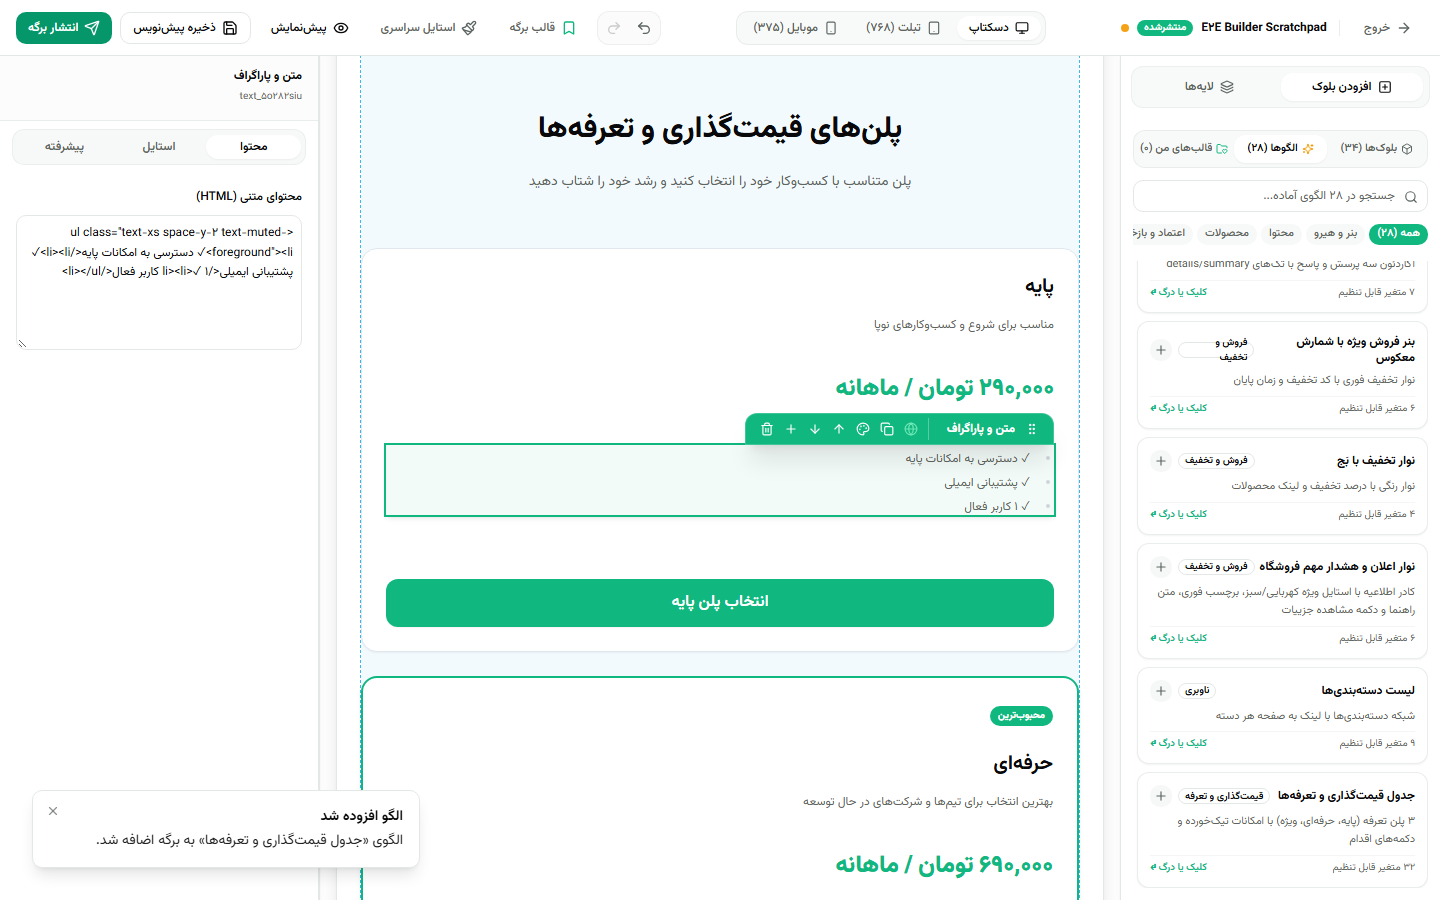 خروج
E۲E Builder Scratchpad
منتشرشده
دسکتاپ
تبلت (۷۶۸)
موبایل (۳۷۵)
قالب برگه
استایل سراسری
پیش‌نمایش
ذخیره پیش‌نویس
انتشار برگه
افزودن بلوک
لایه‌ها
بلوک‌ها (۳۴)
الگوها (۲۸)
قالب‌های من (۰)
جستجو در ۲۸ الگوی آماده...
همه (۲۸)
بنر و هیرو
محتوا
محصولات
اعتماد و بازخ
آکاردئون سه پرسش و پاسخ با تگ‌های details/summary
۷ متغیر قابل تنظیم
کلیک یا درگ
بنر فروش ویژه با شمارش معکوس
فروش و تخفیف
نوار تخفیف فوری با کد تخفیف و زمان پایان
۶ متغیر قابل تنظیم
کلیک یا درگ
نوار تخفیف با بَج
فروش و تخفیف
نوار رنگی با درصد تخفیف و لینک محصولات
۴ متغیر قابل تنظیم
کلیک یا درگ
نوار اعلان و هشدار مهم فروشگاه
فروش و تخفیف
کادر اطلاعیه با استایل ویژه کهربایی/سبز، برچسب فوری، متن
راهنما و دکمه مشاهده جزییات
۶ متغیر قابل تنظیم
کلیک یا درگ
لیست دسته‌بندی‌ها
ناوبری
شبکه دسته‌بندی‌ها با لینک به صفحه هر دسته
۹ متغیر قابل تنظیم
کلیک یا درگ
جدول قیمت‌گذاری و تعرفه‌ها
قیمت‌گذاری و تعرفه
۳ پلن تعرفه (پایه، حرفه‌ای، ویژه) با امکانات تیک‌خورده و
دکمه‌های اقدام
۳۲ متغیر قابل تنظیم
کلیک یا درگ
پلن‌های قیمت‌گذاری و تعرفه‌ها
پلن متناسب با کسب‌وکار خود را انتخاب کنید و رشد خود را شتاب دهید
پایه
مناسب برای شروع و کسب‌وکارهای نوپا
۲۹۰,۰۰۰ تومان / ماهانه
متن و پاراگراف
✓ دسترسی به امکانات پایه
✓ پشتیبانی ایمیلی
✓ ۱ کاربر فعال
انتخاب پلن پایه
محبوب‌ترین
حرفه‌ای
بهترین انتخاب برای تیم‌ها و شرکت‌های در حال توسعه
۶۹۰,۰۰۰ تومان / ماهانه
متن و پاراگراف
text_۵o۲۸۲siu
محتوا
استایل
پیشرفته
محتوای متنی (HTML)
<ul class="text-xs space-y-۲ text-muted-
foreground"><li>✓ دسترسی به امکانات پایه</li><li>✓
پشتیبانی ایمیلی</li><li>✓ ۱ کاربر فعال</li></ul>
الگو افزوده شد
الگوی «جدول قیمت‌گذاری و تعرفه‌ها» به برگه اضافه شد.